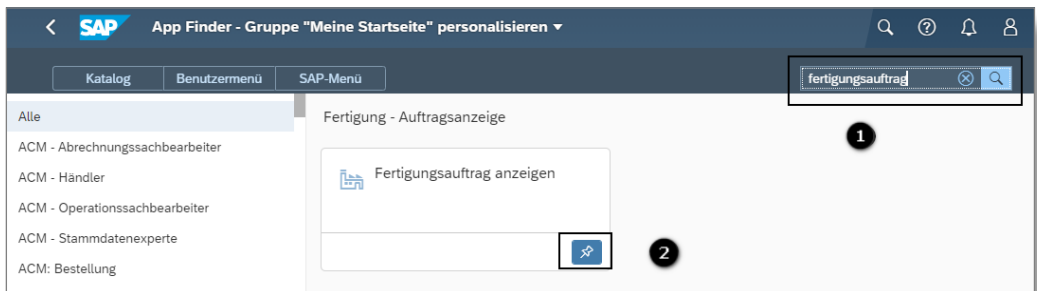 SAP App Finder - Gruppe "Meine Startseite" personalisieren
Katalog Benutzermenü SAP-Menü fertigungsauftrag
1
Alle
ACM - Abrechnungssachbearbeiter
ACM - Händler
ACM - Operationssachbearbeiter
ACM - Stammdatenexperte
ACM: Bestellung
Fertigung - Auftragsanzeige
Fertigungsauftrag anzeigen
2